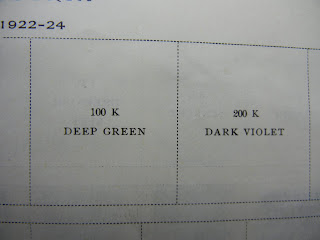 1922-24
100 K
200 K
DEEP GREEN
DARK VIOLET